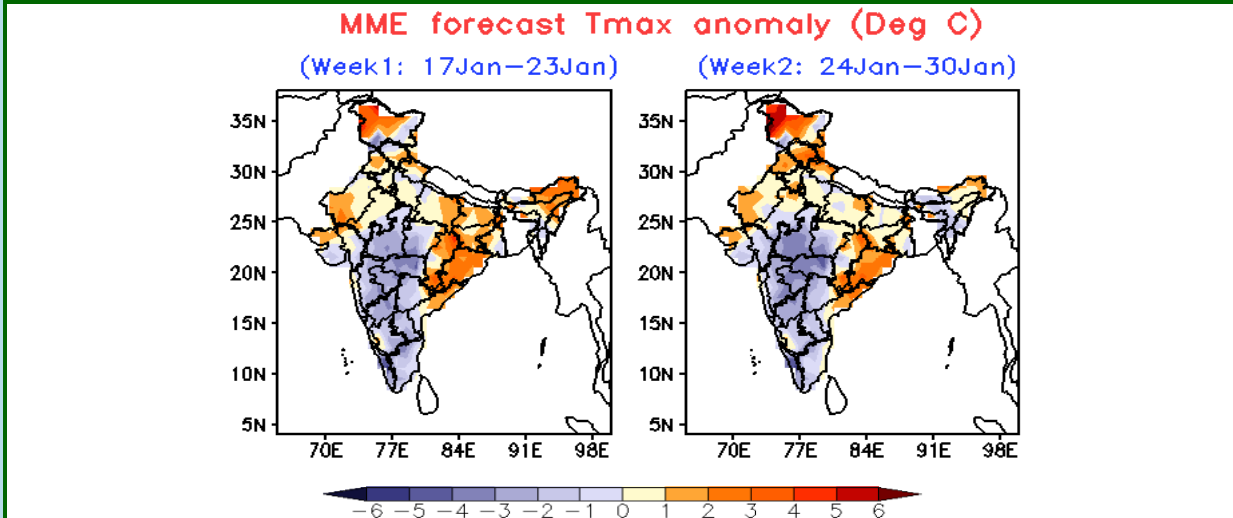 MME forecast Tmax anomaly (Deg C)
(Week1: 17Jan–23Jan) (Week2: 24Jan–30Jan)
35N 35N
30N 30N
25N 25N
20N 20N
15N 15N
10N 10N
5N 5N
70E 77E 84E 91E 98E 70E 77E 84E 91E 98E
−6 −5 −4 −3 −2 −1 0 1 2 3 4 5 6